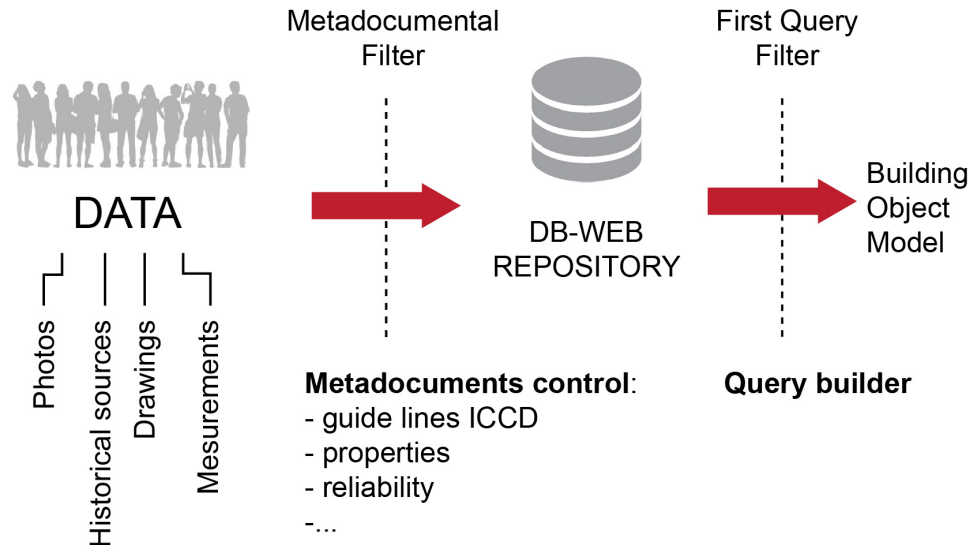 Metadocumental
Filter
First Query
Filter
DATA
Photos
Historical sources
Drawings
Mesurements
DB-WEB
REPOSITORY
Building
Object
Model
Metadocuments control:
- guide lines ICCD
- properties
- reliability
-...
Query builder